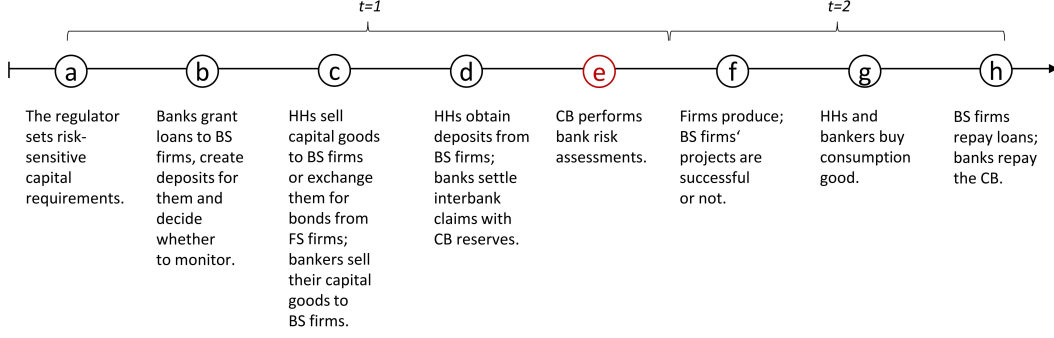 t=1
t=2
a
b
c
d
e
f
g
h
The regulator
sets risk-
sensitive
capital
requirements.
Banks grant
loans to BS
firms, create
deposits for
them and
decide
whether
to monitor.
HHs sell
capital goods
to BS firms
or exchange
them for
bonds from
FS firms;
bankers sell
their capital
goods to
BS firms.
HHs obtain
deposits from
BS firms;
banks settle
interbank
claims with
CB reserves.
CB performs
bank risk
assessments.
Firms produce;
BS firms‘
projects are
successful
or not.
HHs and
bankers buy
consumption
good.
BS firms
repay loans;
banks repay
the CB.